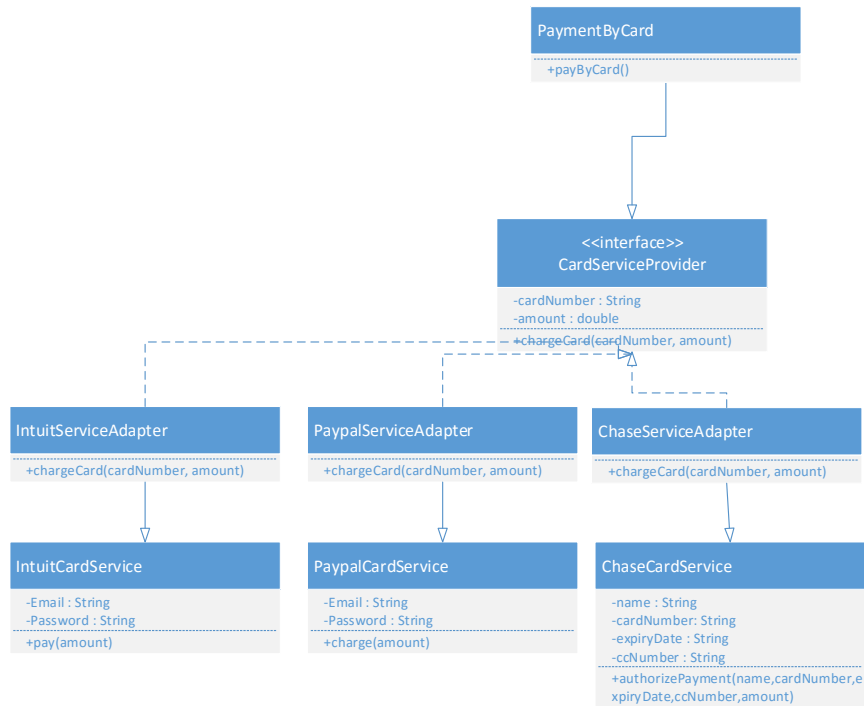 PaymentByCard
+payByCard()
<<interface>>
CardServiceProvider
-cardNumber : String
-amount : double
+chargeCard(cardNumber, amount)
IntuitServiceAdapter
+chargeCard(cardNumber, amount)
PaypalServiceAdapter
+chargeCard(cardNumber, amount)
ChaseServiceAdapter
+chargeCard(cardNumber, amount)
IntuitCardService
-Email : String
-Password : String
+pay(amount)
PaypalCardService
-Email : String
-Password : String
+charge(amount)
ChaseCardService
-name : String
-cardNumber: String
-expiryDate : String
-ccNumber : String
+authorizePayment(name,cardNumber,e
xpiryDate,ccNumber,amount)